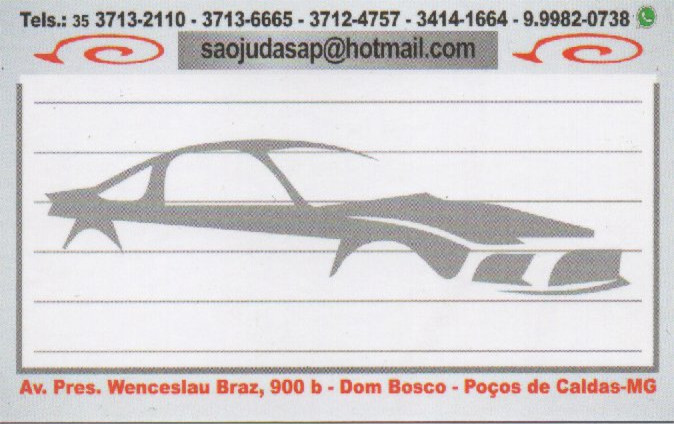 Tels.: 35 3713-2110 - 3713-6665 - 3712-4757 - 3414-1664 - 9.9982-0738
saojudasap@hotmail.com
Av. Pres. Wenceslau Braz, 900 b - Dom Bosco - Poços de Caldas-MG